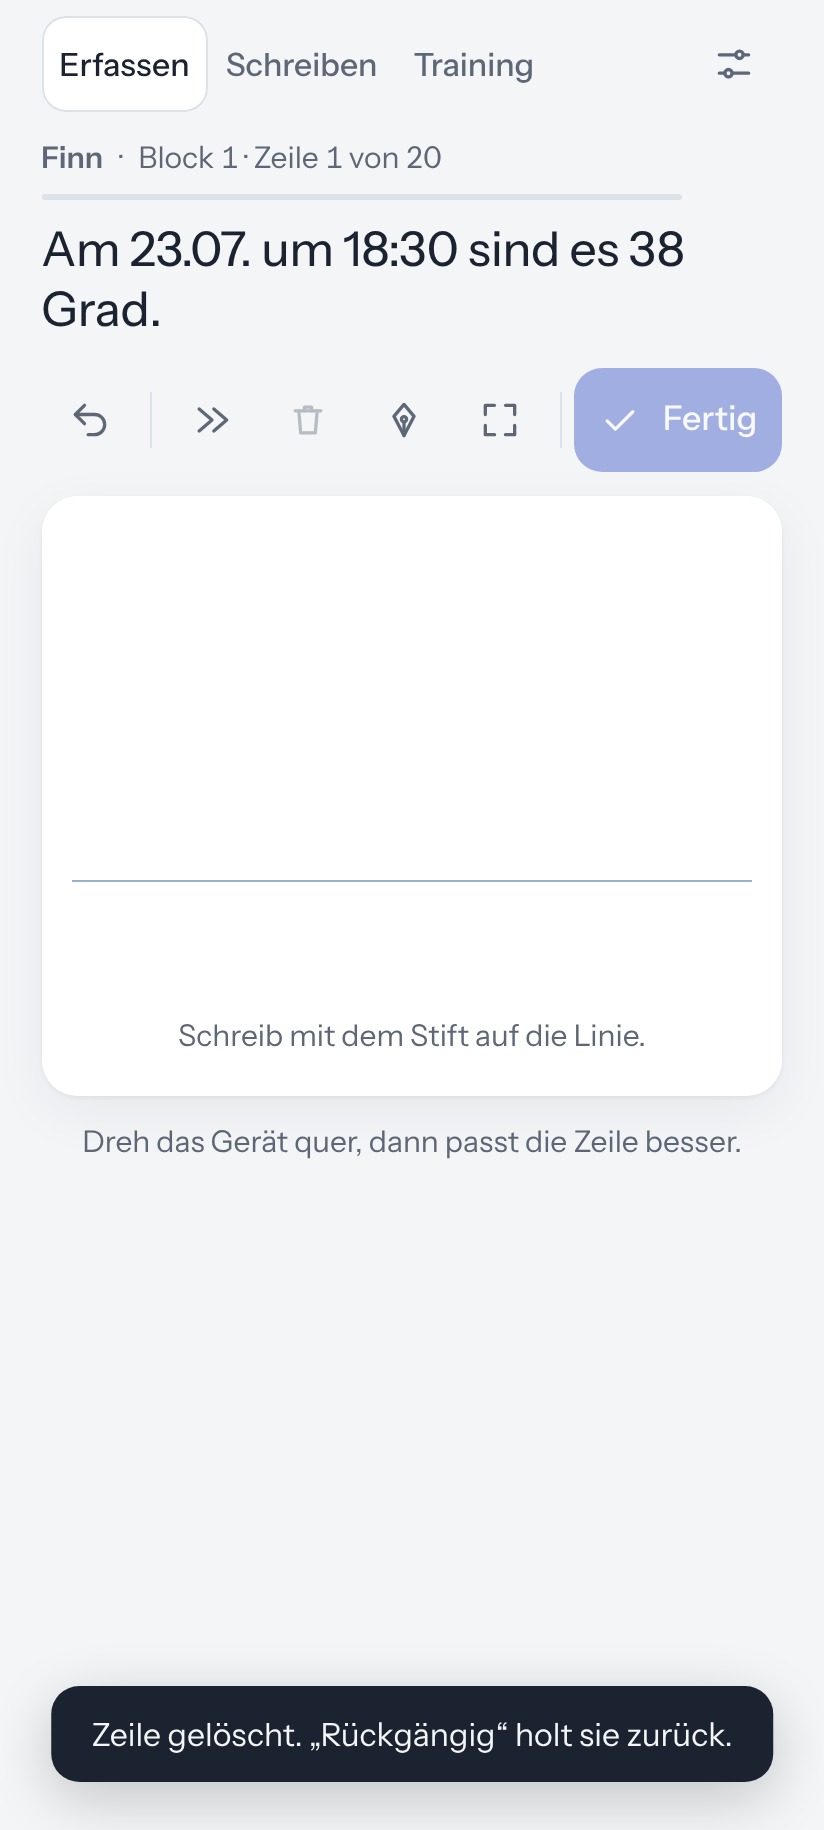 Erfassen Schreiben Training
Finn · Block 1 · Zeile 1 von 20
Am 23.07. um 18:30 sind es 38
Grad.
Fertig
Schreib mit dem Stift auf die Linie.
Dreh das Gerät quer, dann passt die Zeile besser.
Zeile gelöscht. „Rückgängig“ holt sie zurück.